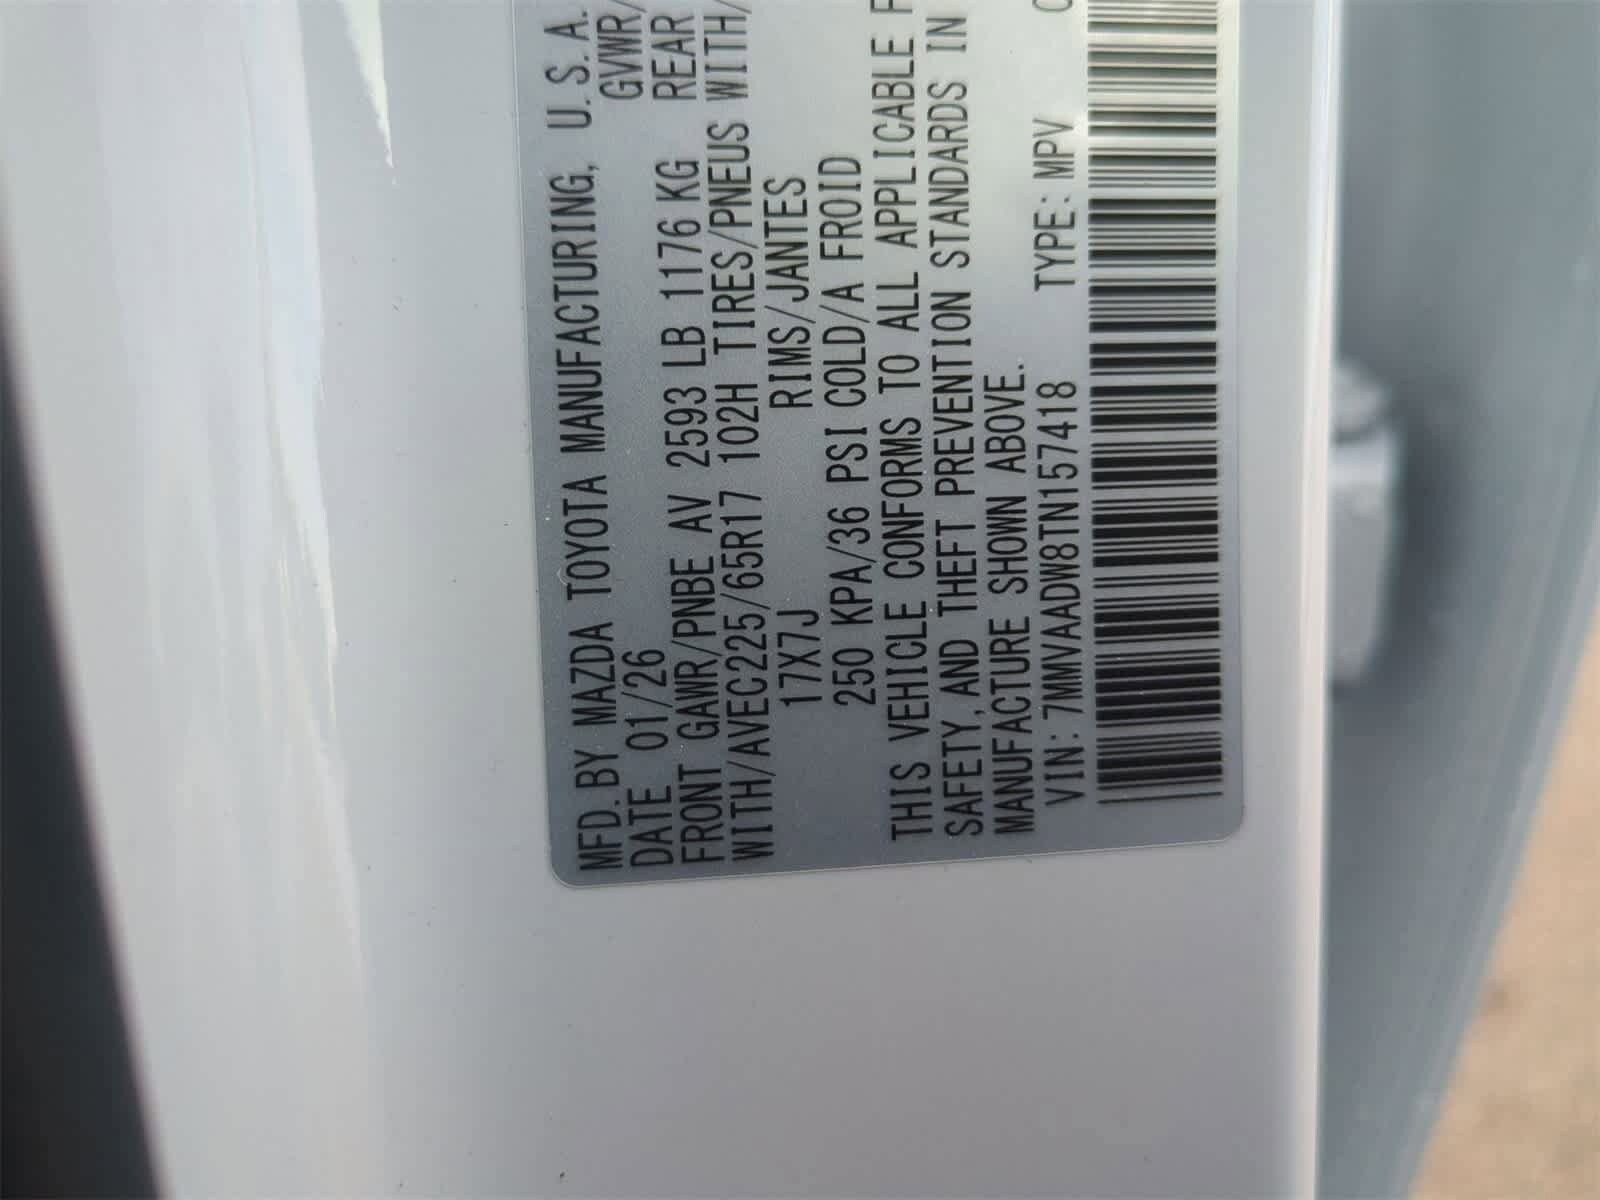 MFD.BY MAZDA TOYOTA MANUFACTURING, U.S.A.
DATE 01/26 GVWR/
FRONT GAWR/PNBE AV 2593 LB 1176 KG REAR
WITH/AVEC225/65R17 102H TIRES/PNEUS WITH/
17X7J RIMS/JANTES
250 KPA/36 PSI COLD/A FROID
THIS VEHICLE CONFORMS TO ALL APPLICABLE F
SAFETY,AND THEFT PREVENTION STANDARDS IN
MANUFACTURE SHOWN ABOVE.
VIN: 7MMVAADW8TN157418 TYPE: MPV